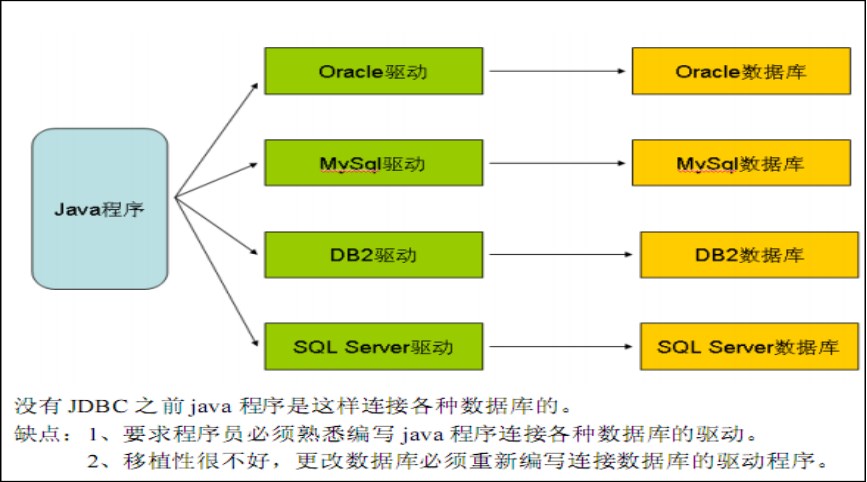 Oracle驱动
Oracle数据库
MySql驱动
MySql数据库
Java程序
DB2驱动
DB2数据库
SQL Server驱动
SQL Server数据库
没有 JDBC 之前 java 程序是这样连接各种数据库的。
缺点：1、要求程序员必须熟悉编写 java 程序连接各种数据库的驱动。
2、移植性很不好，更改数据库必须重新编写连接数据库的驱动程序。